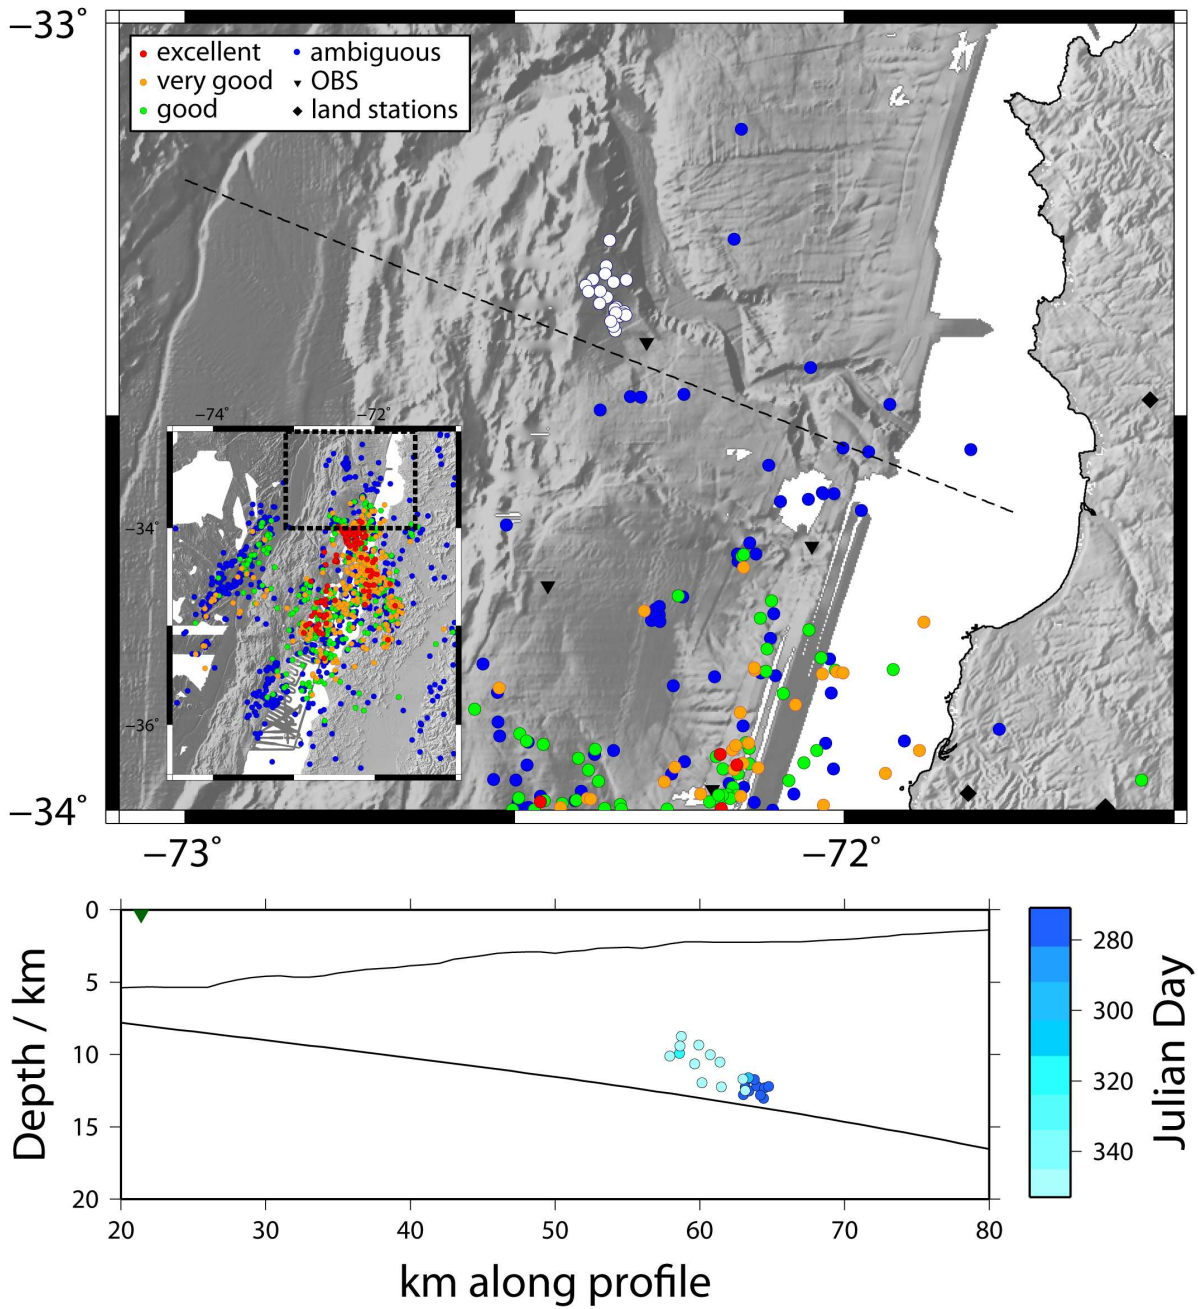 −33°
excellent
ambiguous
very good
OBS
good
land stations
−74°
−72°
−34°
−36°
−34°
−73°
−72°
0
5
10
15
20
Depth / km
20
30
40
50
60
70
80
km along profile
280
300
320
340
Julian Day